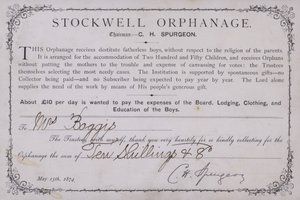 STOCKWELL ORPHANAGE.
Chairman—C. H. SPURGEON.
THIS Orphanage receives destitute fatherless boys, without respect to the religion of the parents.
It is arranged for the accommodation of Two Hundred and Fifty Children, and receives Orphans
without putting the mothers to the trouble and expense of canvassing for votes: the Trustees
themselves selecting the most needy cases. The Institution is supported by spontaneous gifts—no
Collector being paid—and no Subscriber being expected to pay year by year. The Lord alone
supplies the need of the work by means of His people's generous gift.
About £10 per day is wanted to pay the expenses of the Board, Lodging, Clothing, and
Education of the Boys.
To Mrs Baggis
The Trustees, with myself, thank you very heartily for so kindly collecting for the
Orphanage the sum of Ten Shillings & 8d
May 15th, 1874. C H Spurgeon